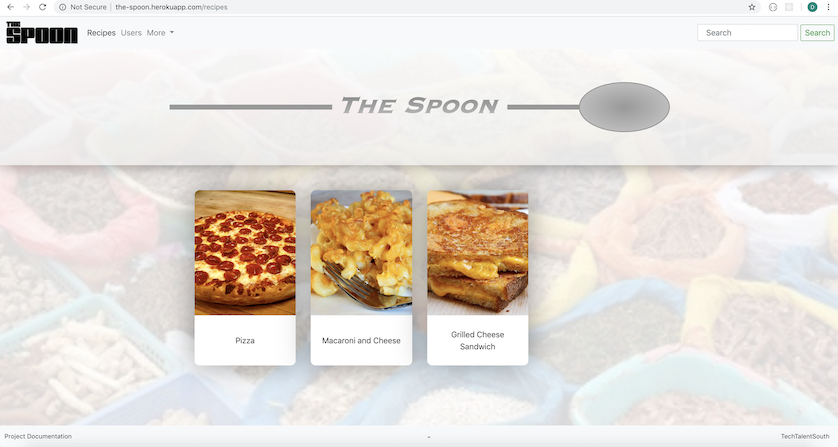 Not Secure | the-spoon.herokuapp.com/recipes
D
THE
SPOON
Recipes Users More
Search
Search
The Spoon
Pizza
Macaroni and Cheese
Grilled Cheese
Sandwich
Project Documentation
TechTalentSouth